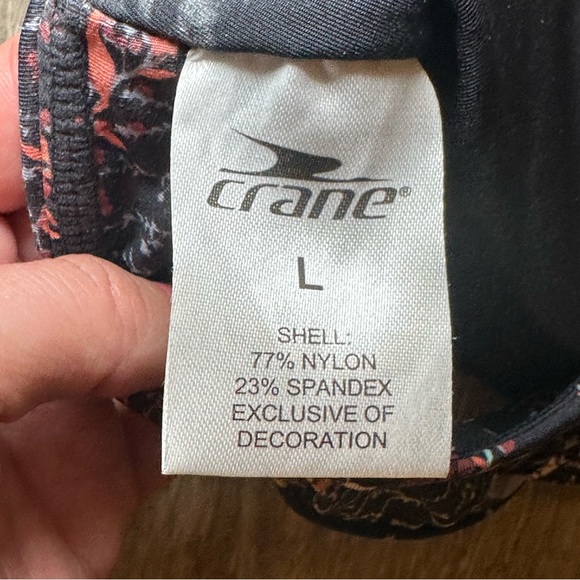 crane®
L
SHELL:
77% NYLON
23% SPANDEX
EXCLUSIVE OF
DECORATION